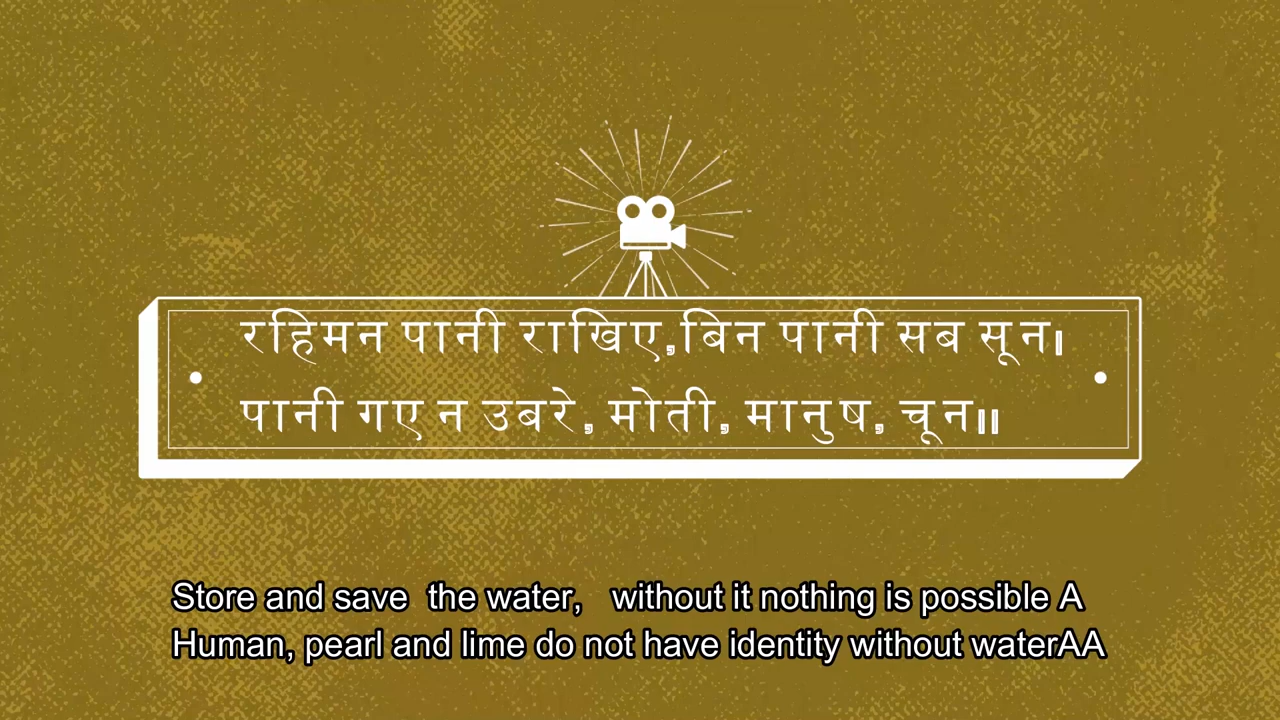 रहिमन पानी राखिए,बिन पानी सब सून।
पानी गए न उबरे, मोती, मानुष, चून।।
Store and save the water, without it nothing is possible A
Human, pearl and lime do not have identity without waterAA